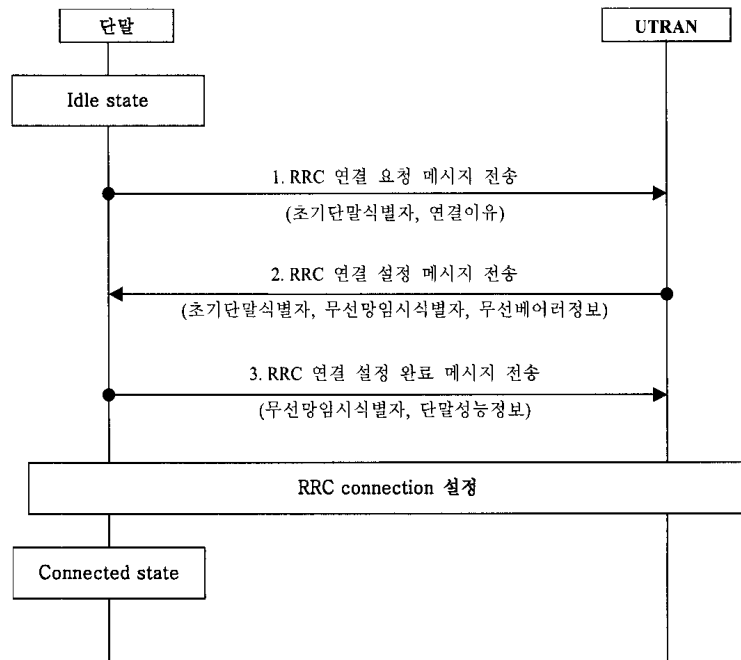 단말
UTRAN
Idle state
1. RRC 연결 요청 메시지 전송
(초기단말식별자, 연결이유)
2. RRC 연결 설정 메시지 전송
(초기단말식별자, 무선망임시식별자, 무선베어러정보)
3. RRC 연결 설정 완료 메시지 전송
(무선망임시식별자, 단말성능정보)
RRC connection 설정
Connected state